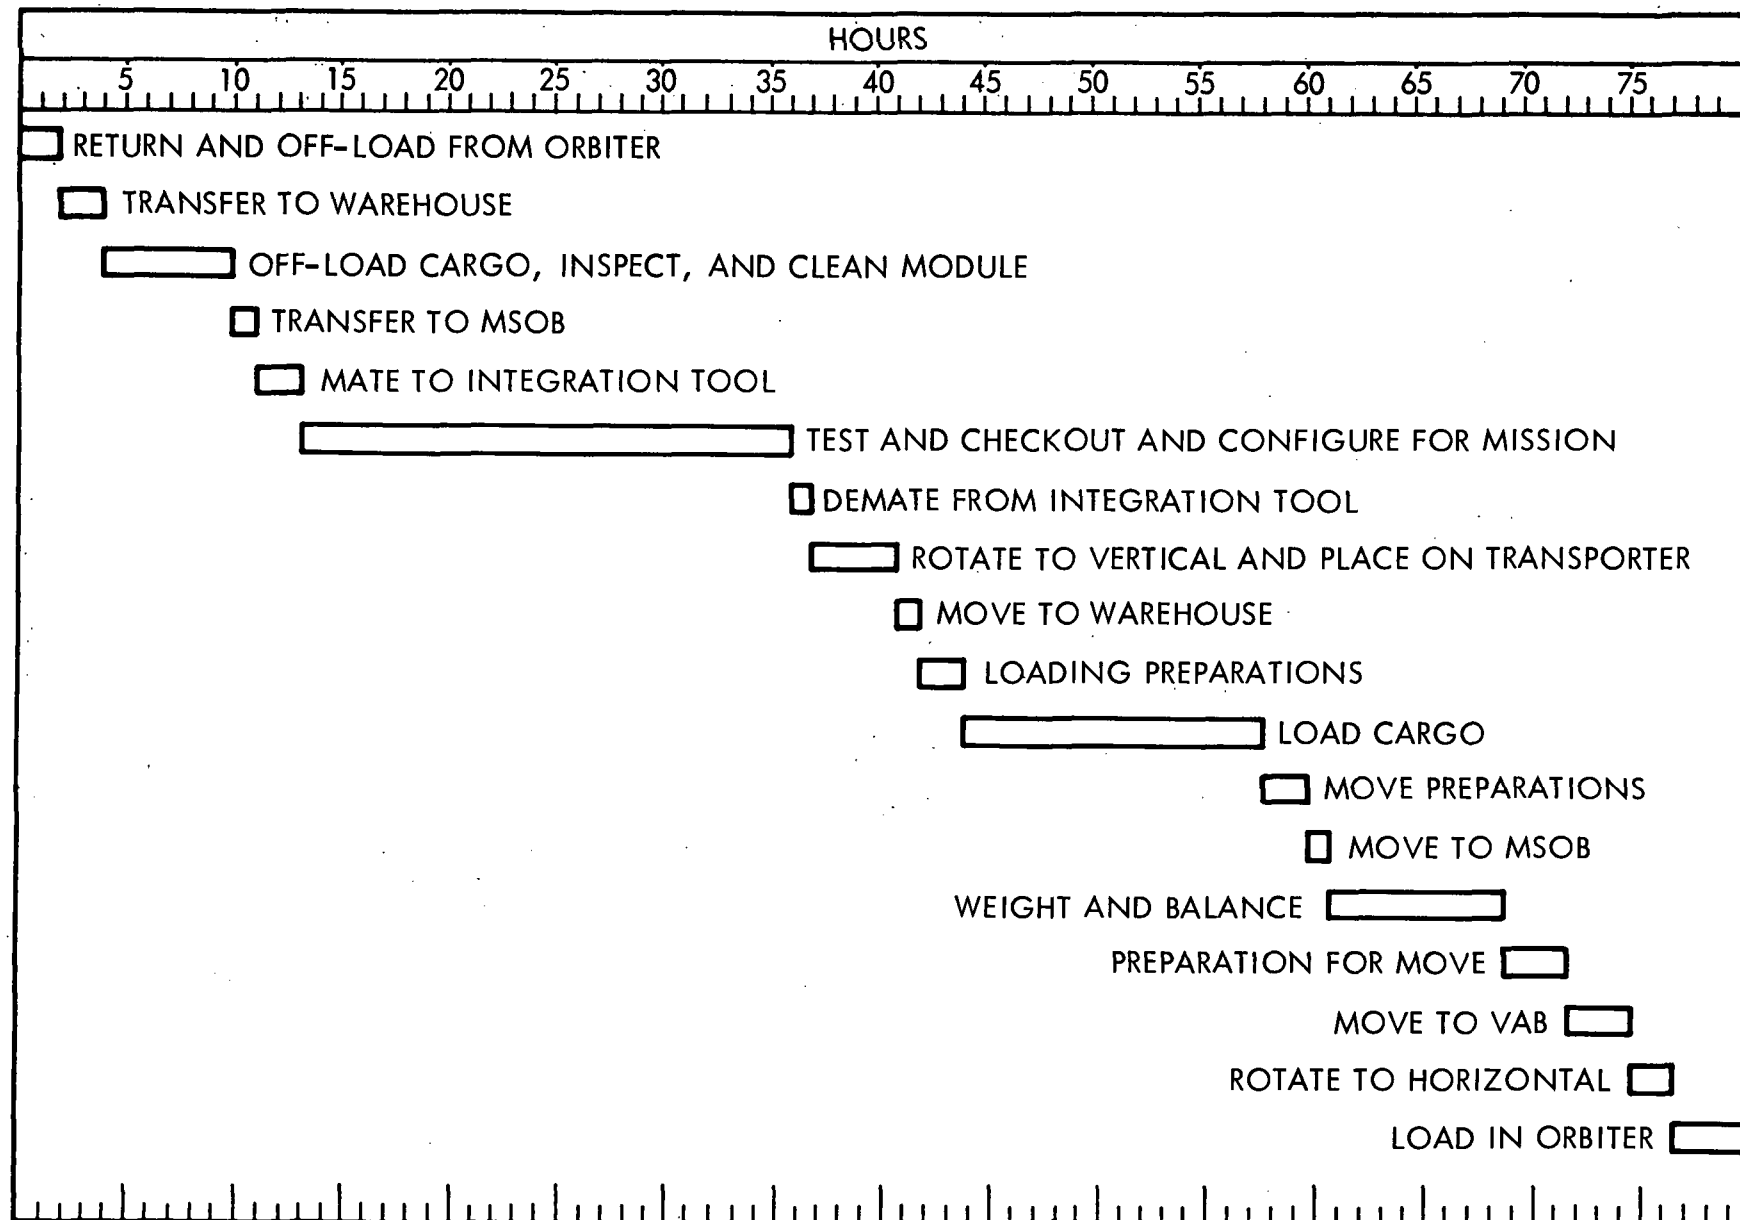 HOURS
5 10 15 20 25 30 35 40 45 50 55 60 65 70 75
RETURN AND OFF-LOAD FROM ORBITER
TRANSFER TO WAREHOUSE
OFF-LOAD CARGO, INSPECT, AND CLEAN MODULE
TRANSFER TO MSOB
MATE TO INTEGRATION TOOL
TEST AND CHECKOUT AND CONFIGURE FOR MISSION
DEMATE FROM INTEGRATION TOOL
ROTATE TO VERTICAL AND PLACE ON TRANSPORTER
MOVE TO WAREHOUSE
LOADING PREPARATIONS
LOAD CARGO
MOVE PREPARATIONS
MOVE TO MSOB
WEIGHT AND BALANCE
PREPARATION FOR MOVE
MOVE TO VAB
ROTATE TO HORIZONTAL
LOAD IN ORBITER